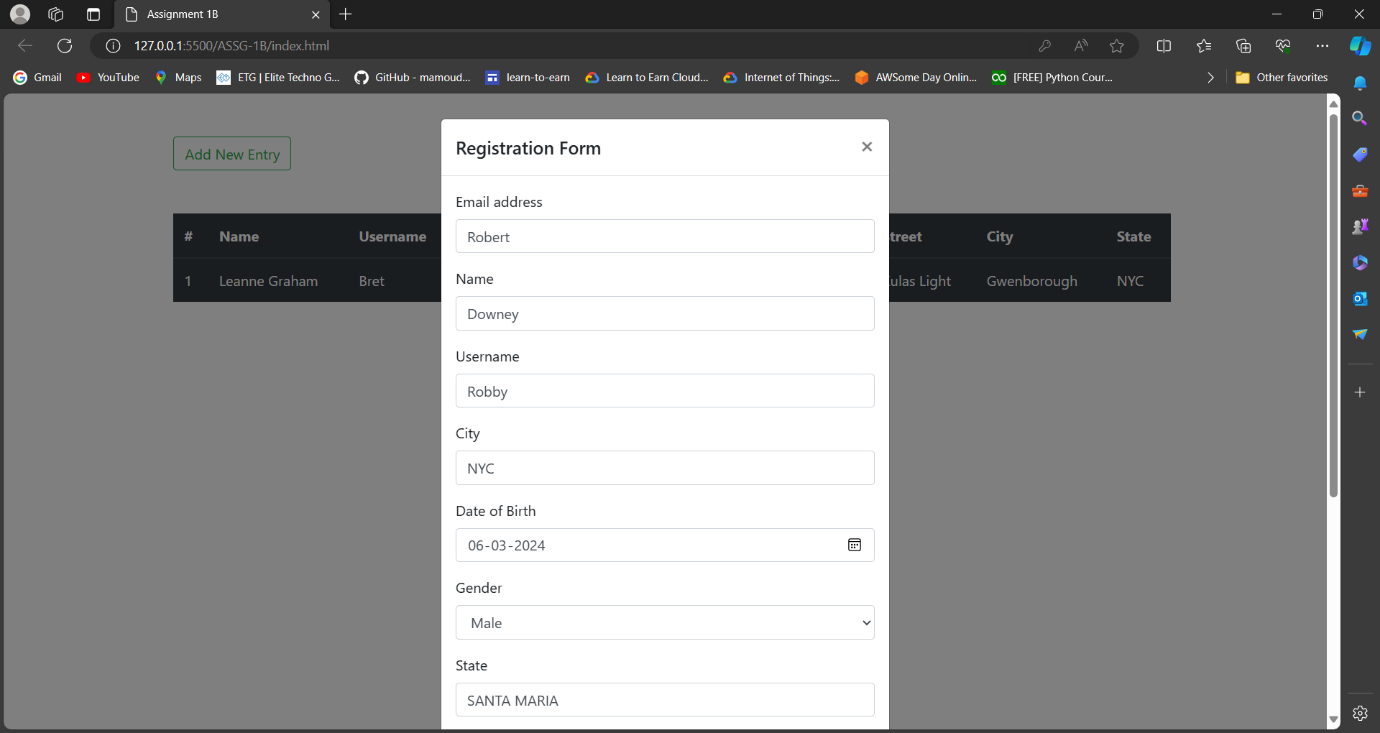 Assignment 1B
127.0.0.1:5500/ASSG-1B/index.html
Gmail YouTube Maps ETG | Elite Techno G... GitHub - mamoud... learn-to-earn Learn to Earn Cloud... Internet of Things:... AWSome Day Onlin... [FREE] Python Cour... Other favorites
Add New Entry
Registration Form
Email address
Robert
Name
Downey
Username
Robby
City
NYC
Date of Birth
06-03-2024
Gender
Male
State
SANTA MARIA
# Name Username treet City State
1 Leanne Graham Bret ulas Light Gwenborough NYC